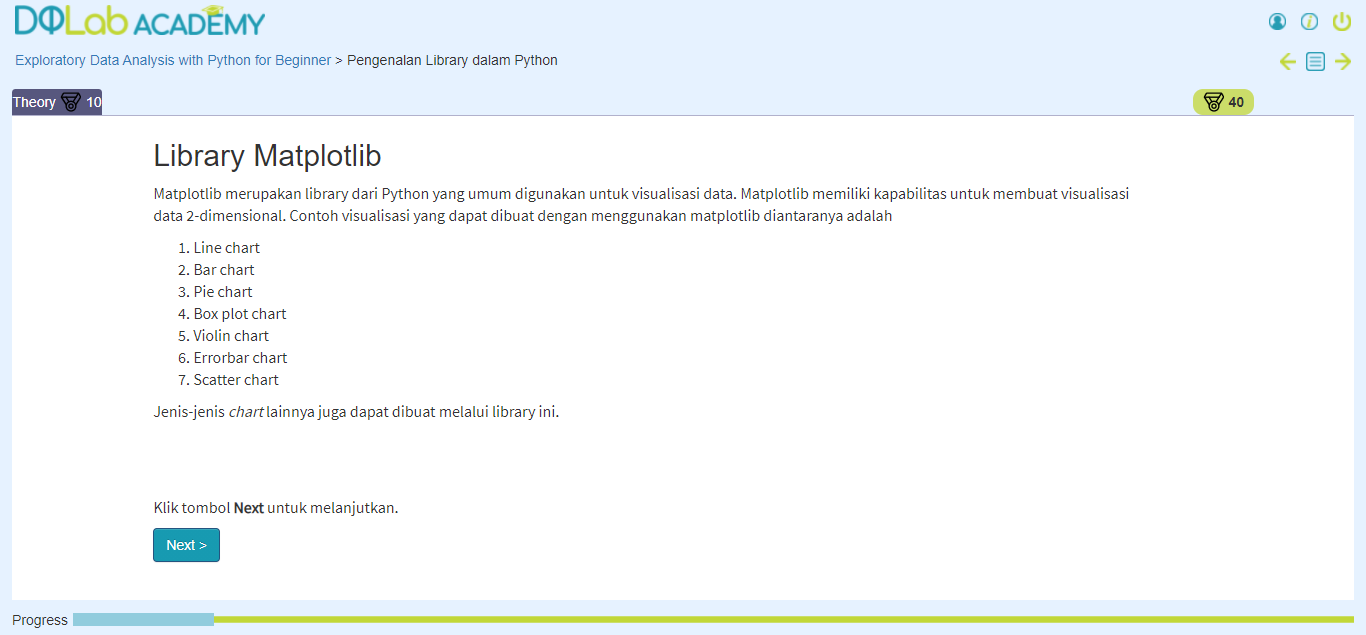 DQLab ACADEMY
Exploratory Data Analysis with Python for Beginner > Pengenalan Library dalam Python
Theory 10
40
Library Matplotlib
Matplotlib merupakan library dari Python yang umum digunakan untuk visualisasi data. Matplotlib memiliki kapabilitas untuk membuat visualisasi
data 2-dimensional. Contoh visualisasi yang dapat dibuat dengan menggunakan matplotlib diantaranya adalah
1. Line chart
2. Bar chart
3. Pie chart
4. Box plot chart
5. Violin chart
6. Errorbar chart
7. Scatter chart
Jenis-jenis chart lainnya juga dapat dibuat melalui library ini.
Klik tombol Next untuk melanjutkan.
Next >
Progress